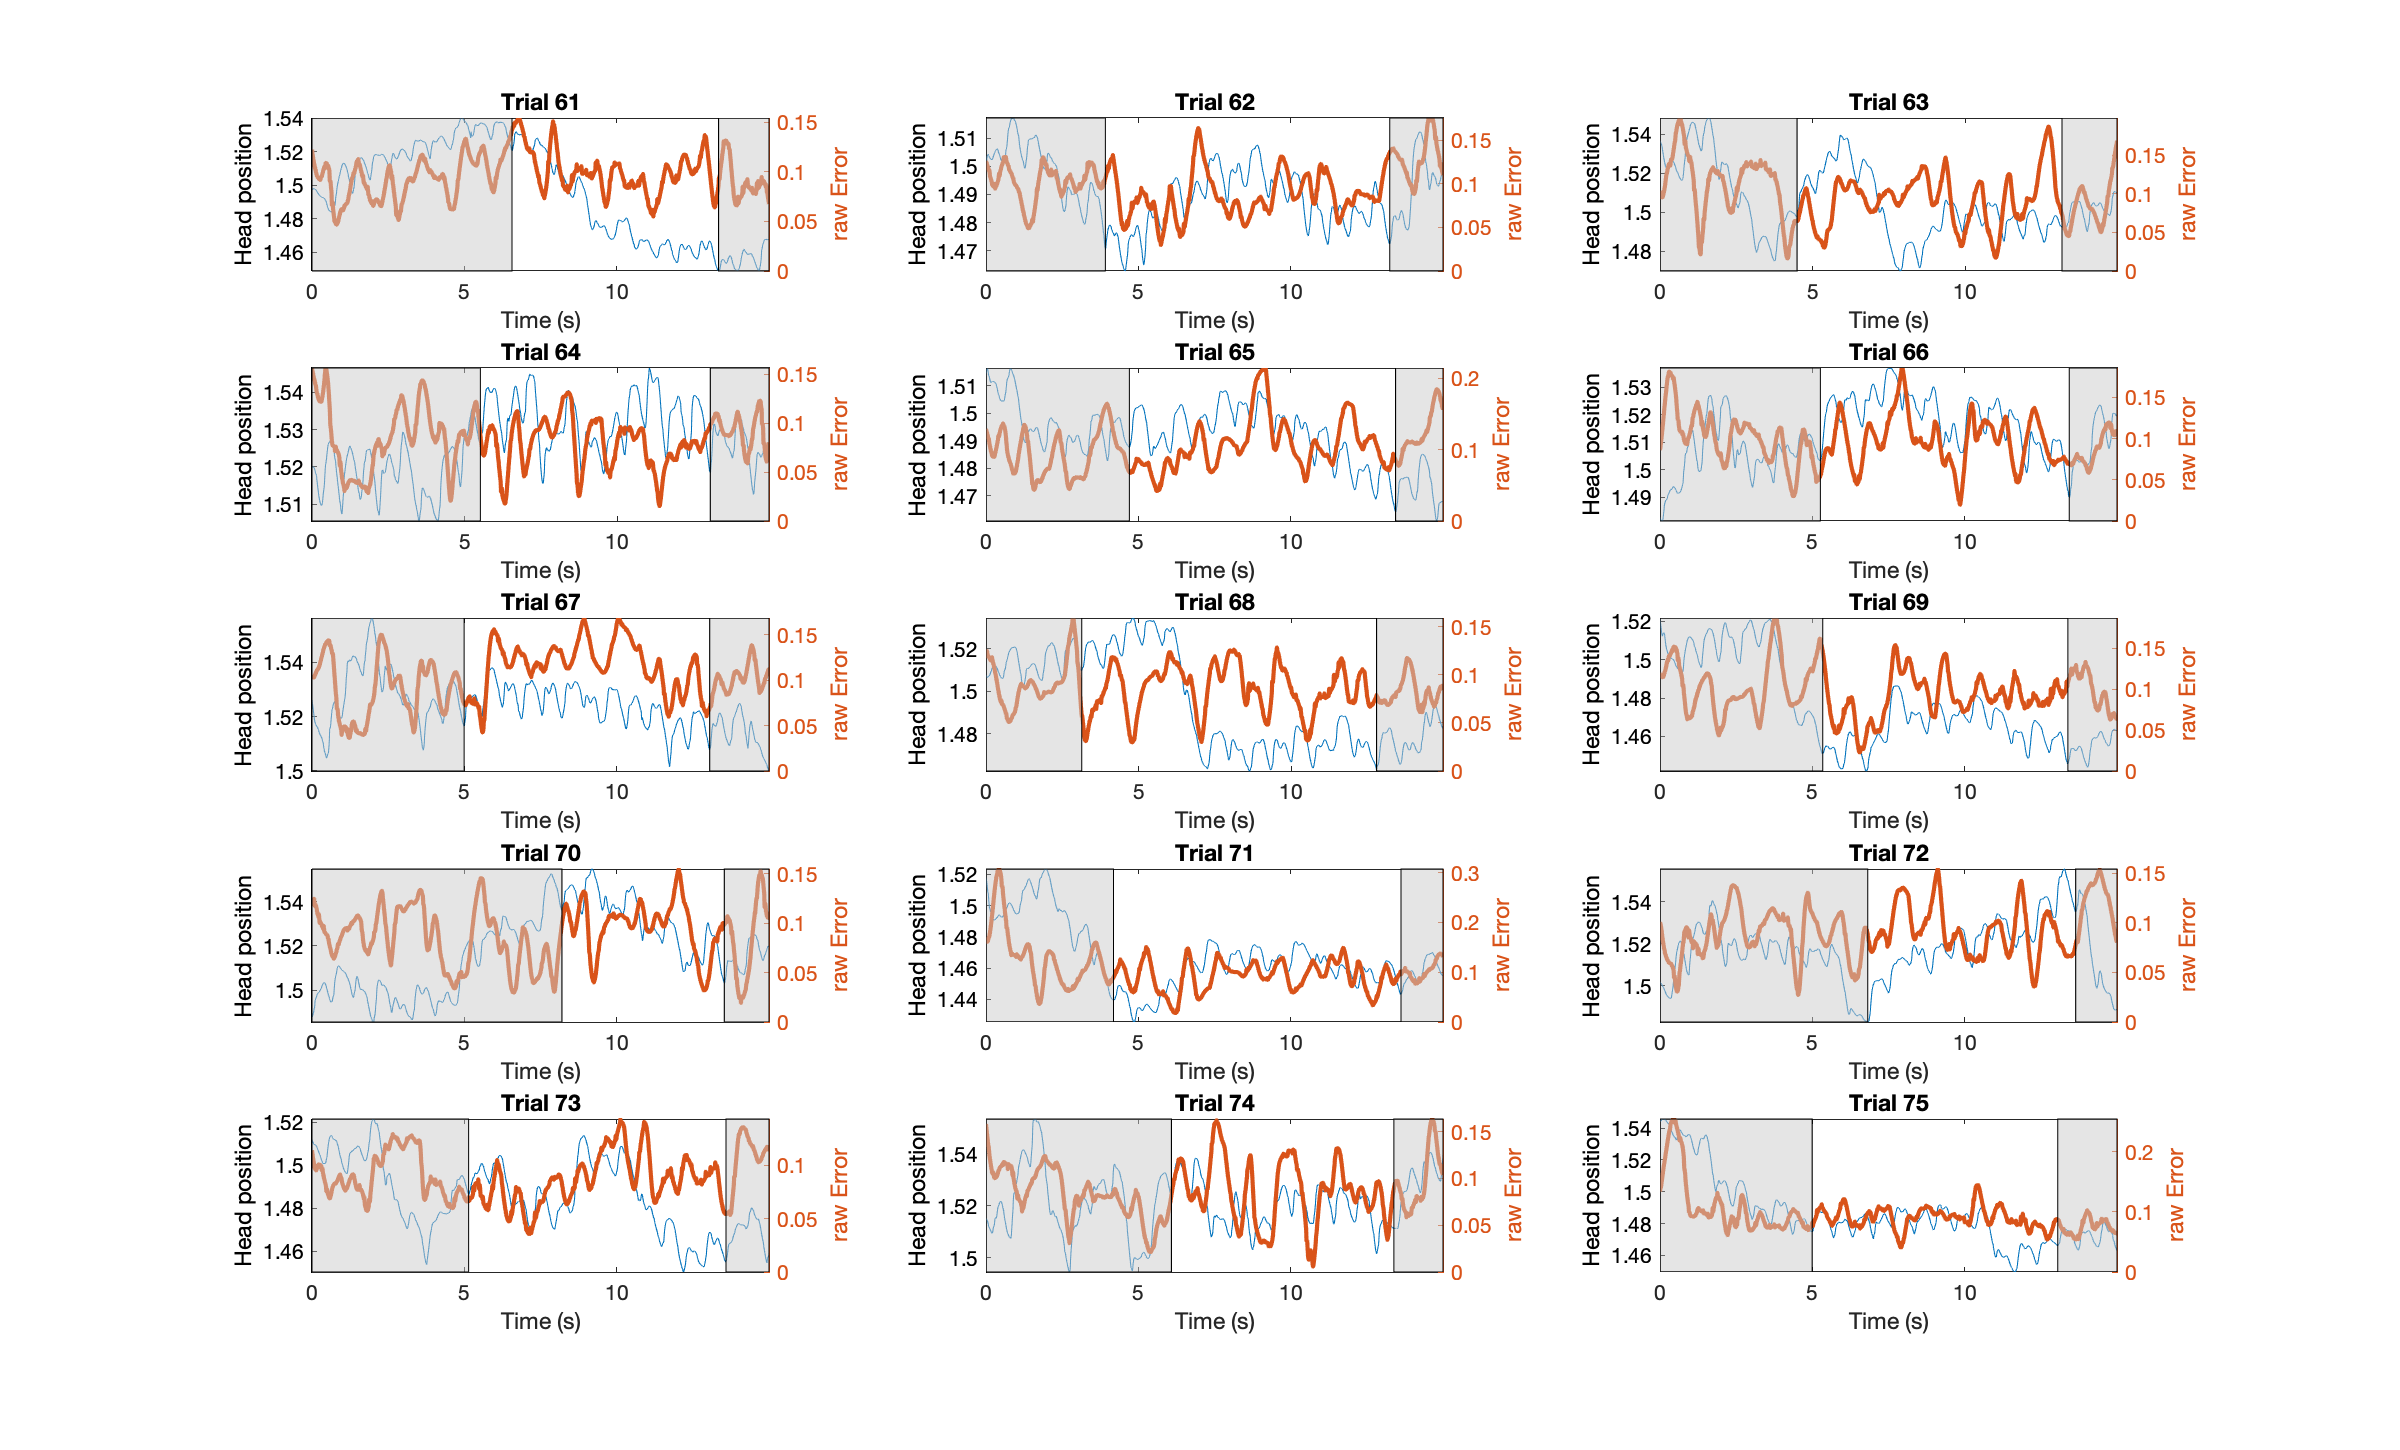 Trial 61
Head position
1.54
1.52
1.5
1.48
1.46
0.15
0.1
0.05
0
raw Error
0 5 10
Time (s)
Trial 62
Head position
1.51
1.5
1.49
1.48
1.47
0.15
0.1
0.05
0
raw Error
0 5 10
Time (s)
Trial 63
Head position
1.54
1.52
1.5
1.48
0.15
0.1
0.05
0
raw Error
0 5 10
Time (s)
Trial 64
Head position
1.54
1.53
1.52
1.51
0.15
0.1
0.05
0
raw Error
0 5 10
Time (s)
Trial 65
Head position
1.51
1.5
1.49
1.48
1.47
0.2
0.1
0
raw Error
0 5 10
Time (s)
Trial 66
Head position
1.53
1.52
1.51
1.5
1.49
0.15
0.1
0.05
0
raw Error
0 5 10
Time (s)
Trial 67
Head position
1.54
1.52
1.5
0.15
0.1
0.05
0
raw Error
0 5 10
Time (s)
Trial 68
Head position
1.52
1.5
1.48
0.15
0.1
0.05
0
raw Error
0 5 10
Time (s)
Trial 69
Head position
1.52
1.5
1.48
1.46
0.15
0.1
0.05
0
raw Error
0 5 10
Time (s)
Trial 70
Head position
1.54
1.52
1.5
0.15
0.1
0.05
0
raw Error
0 5 10
Time (s)
Trial 71
Head position
1.52
1.5
1.48
1.46
1.44
0.3
0.2
0.1
0
raw Error
0 5 10
Time (s)
Trial 72
Head position
1.54
1.52
1.5
0.15
0.1
0.05
0
raw Error
0 5 10
Time (s)
Trial 73
Head position
1.52
1.5
1.48
1.46
0.1
0.05
0
raw Error
0 5 10
Time (s)
Trial 74
Head position
1.54
1.52
1.5
0.15
0.1
0.05
0
raw Error
0 5 10
Time (s)
Trial 75
Head position
1.54
1.52
1.5
1.48
1.46
0.2
0.1
0
raw Error
0 5 10
Time (s)